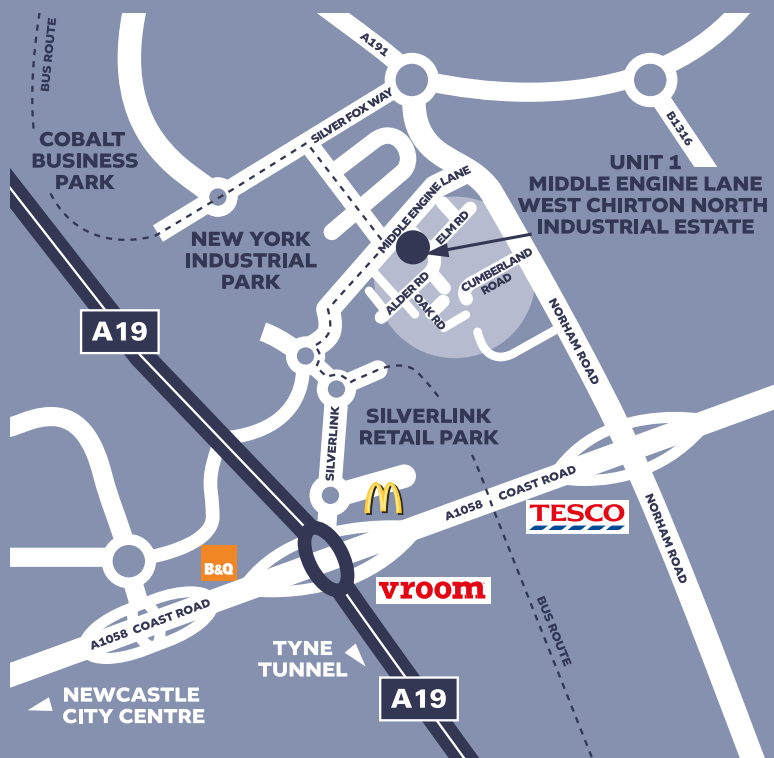 BUS ROUTE
A191
SILVER FOX WAY
B1316
COBALT
BUSINESS
PARK
UNIT 1
MIDDLE ENGINE LANE
WEST CHIRTON NORTH
INDUSTRIAL ESTATE
MIDDLE ENGINE LANE
ELM RD
NEW YORK
INDUSTRIAL
PARK
ALDER RD
OAK RD
CUMBERLAND
ROAD
A19
NORHAM ROAD
SILVERLINK
RETAIL PARK
SILVERLINK
A1058 COAST ROAD
TESCO
NORHAM ROAD
B&Q
vroom
A1058 COAST ROAD
BUS ROUTE
TYNE
TUNNEL
A19
NEWCASTLE
CITY CENTRE